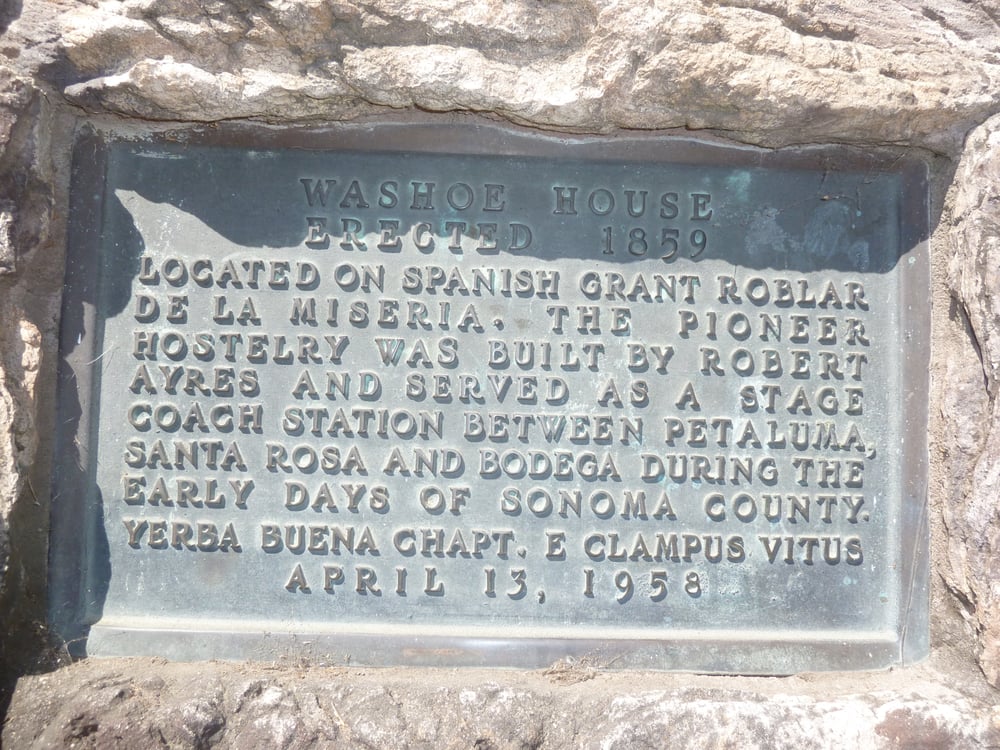 WASHOE HOUSE
ERECTED 1859
LOCATED ON SPANISH GRANT ROBLAR
DE LA MISERIA. THE PIONEER
HOSTELRY WAS BUILT BY ROBERT
AYRES AND SERVED AS A STAGE
COACH STATION BETWEEN PETALUMA,
SANTA ROSA AND BODEGA DURING THE
EARLY DAYS OF SONOMA COUNTY.
YERBA BUENA CHAPT. E CLAMPUS VITUS
APRIL 13, 1958